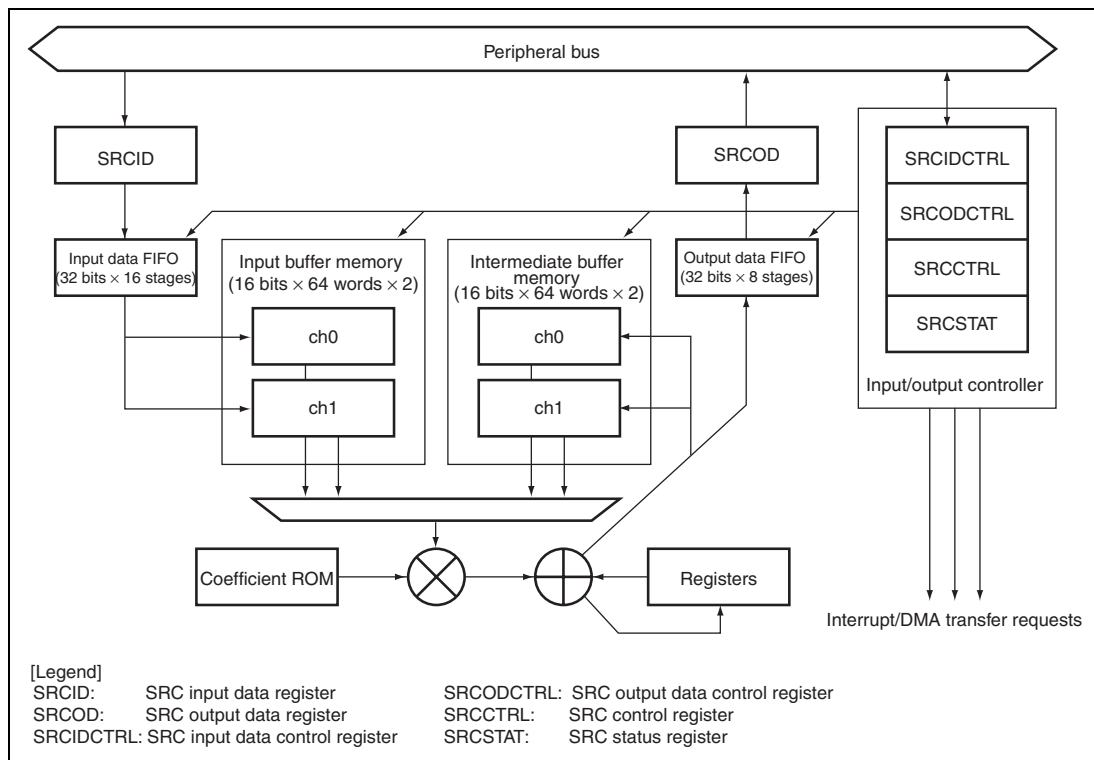 Peripheral bus
SRCID
SRCOD
SRCIDCTRL
SRCODCTRL
SRCCTRL
SRCSTAT
Input/output controller
Input data FIFO
(32 bits × 16 stages)
Input buffer memory
(16 bits × 64 words × 2)
ch0
ch1
Intermediate buffer
memory
(16 bits × 64 words × 2)
ch0
ch1
Output data FIFO
(32 bits × 8 stages)
Coefficient ROM
Registers
Interrupt/DMA transfer requests
[Legend]
SRCID: SRC input data register
SRCOD: SRC output data register
SRCIDCTRL: SRC input data control register
SRCODCTRL: SRC output data control register
SRCCTRL: SRC control register
SRCSTAT: SRC status register